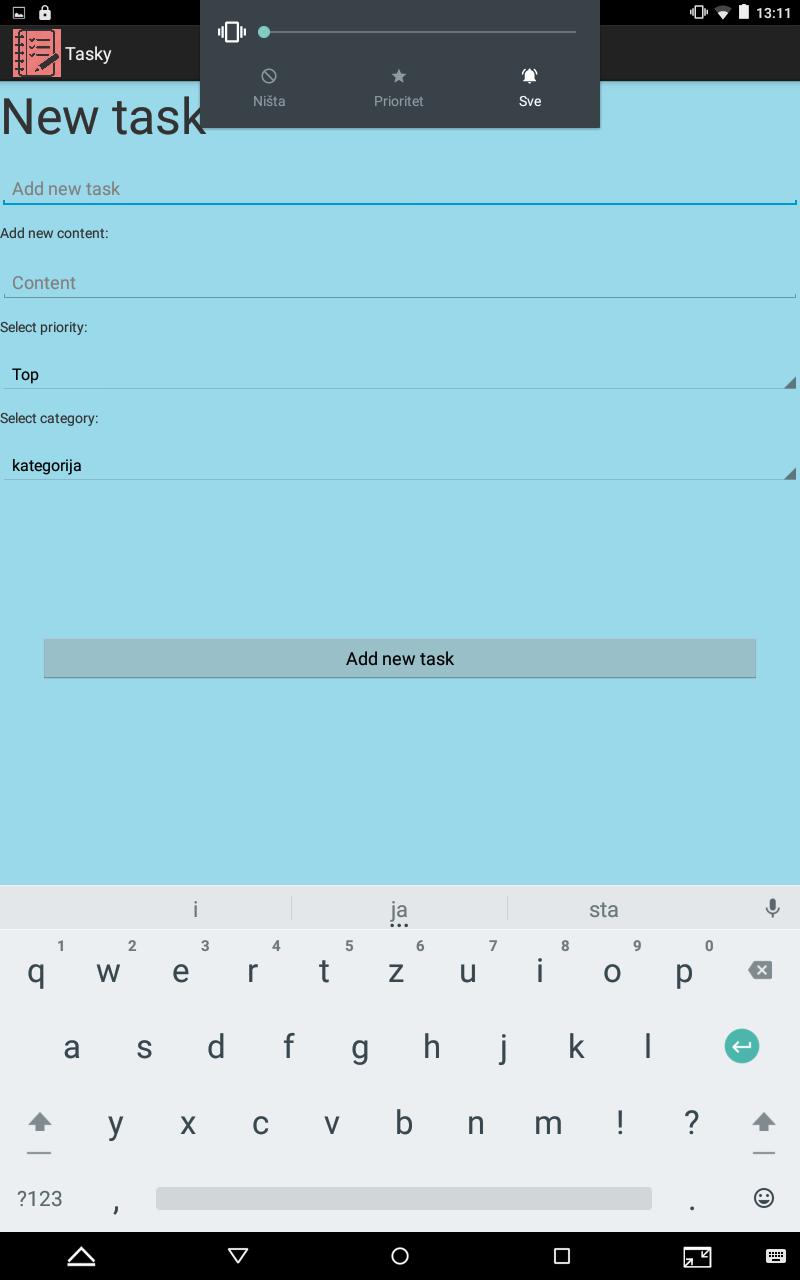 13:11
Tasky
Ništa
Prioritet
Sve
New task
Add new task
Add new content:
Content
Select priority:
Top
Select category:
kategorija
Add new task
i ja sta
1 2 3 4 5 6 7 8 9 0
q w e r t z u i o p
a s d f g h j k l
y x c v b n m ! ?
?123 , .